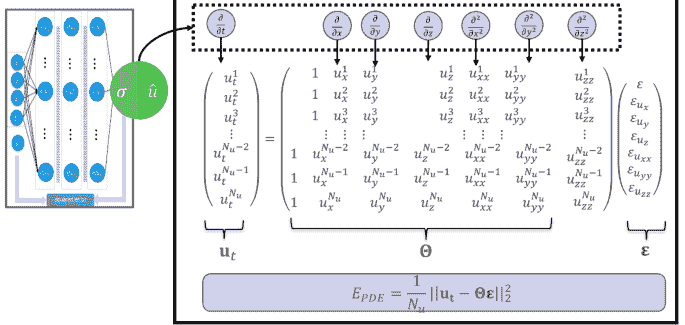 ∂/∂t ∂/∂x ∂/∂y ∂/∂z ∂²/∂x² ∂²/∂y² ∂²/∂z²
σ û
u_t^1 1 u_x^1 u_y^1 u_z^1 u_xx^1 u_yy^1 u_zz^1 ε
u_t^2 1 u_x^2 u_y^2 u_z^2 u_xx^2 u_yy^2 u_zz^2 ε_{u_x}
u_t^3 1 u_x^3 u_y^3 u_z^3 u_xx^3 u_yy^3 u_zz^3 ε_{u_y}
⋮ = ⋮ ⋮ ⋮ ⋮ ⋮ ⋮ ⋮ ε_{u_z}
u_t^{N_u-2} 1 u_x^{N_u-2} u_y^{N_u-2} u_z^{N_u-2} u_xx^{N_u-2} u_yy^{N_u-2} u_zz^{N_u-2} ε_{u_xx}
u_t^{N_u-1} 1 u_x^{N_u-1} u_y^{N_u-1} u_z^{N_u-1} u_xx^{N_u-1} u_yy^{N_u-1} u_zz^{N_u-1} ε_{u_yy}
u_t^{N_u} 1 u_x^{N_u} u_y^{N_u} u_z^{N_u} u_xx^{N_u} u_yy^{N_u} u_zz^{N_u} ε_{u_zz}
u_t Θ ε
E_PDE = 1/N_u ||u_t − Θε||_2^2